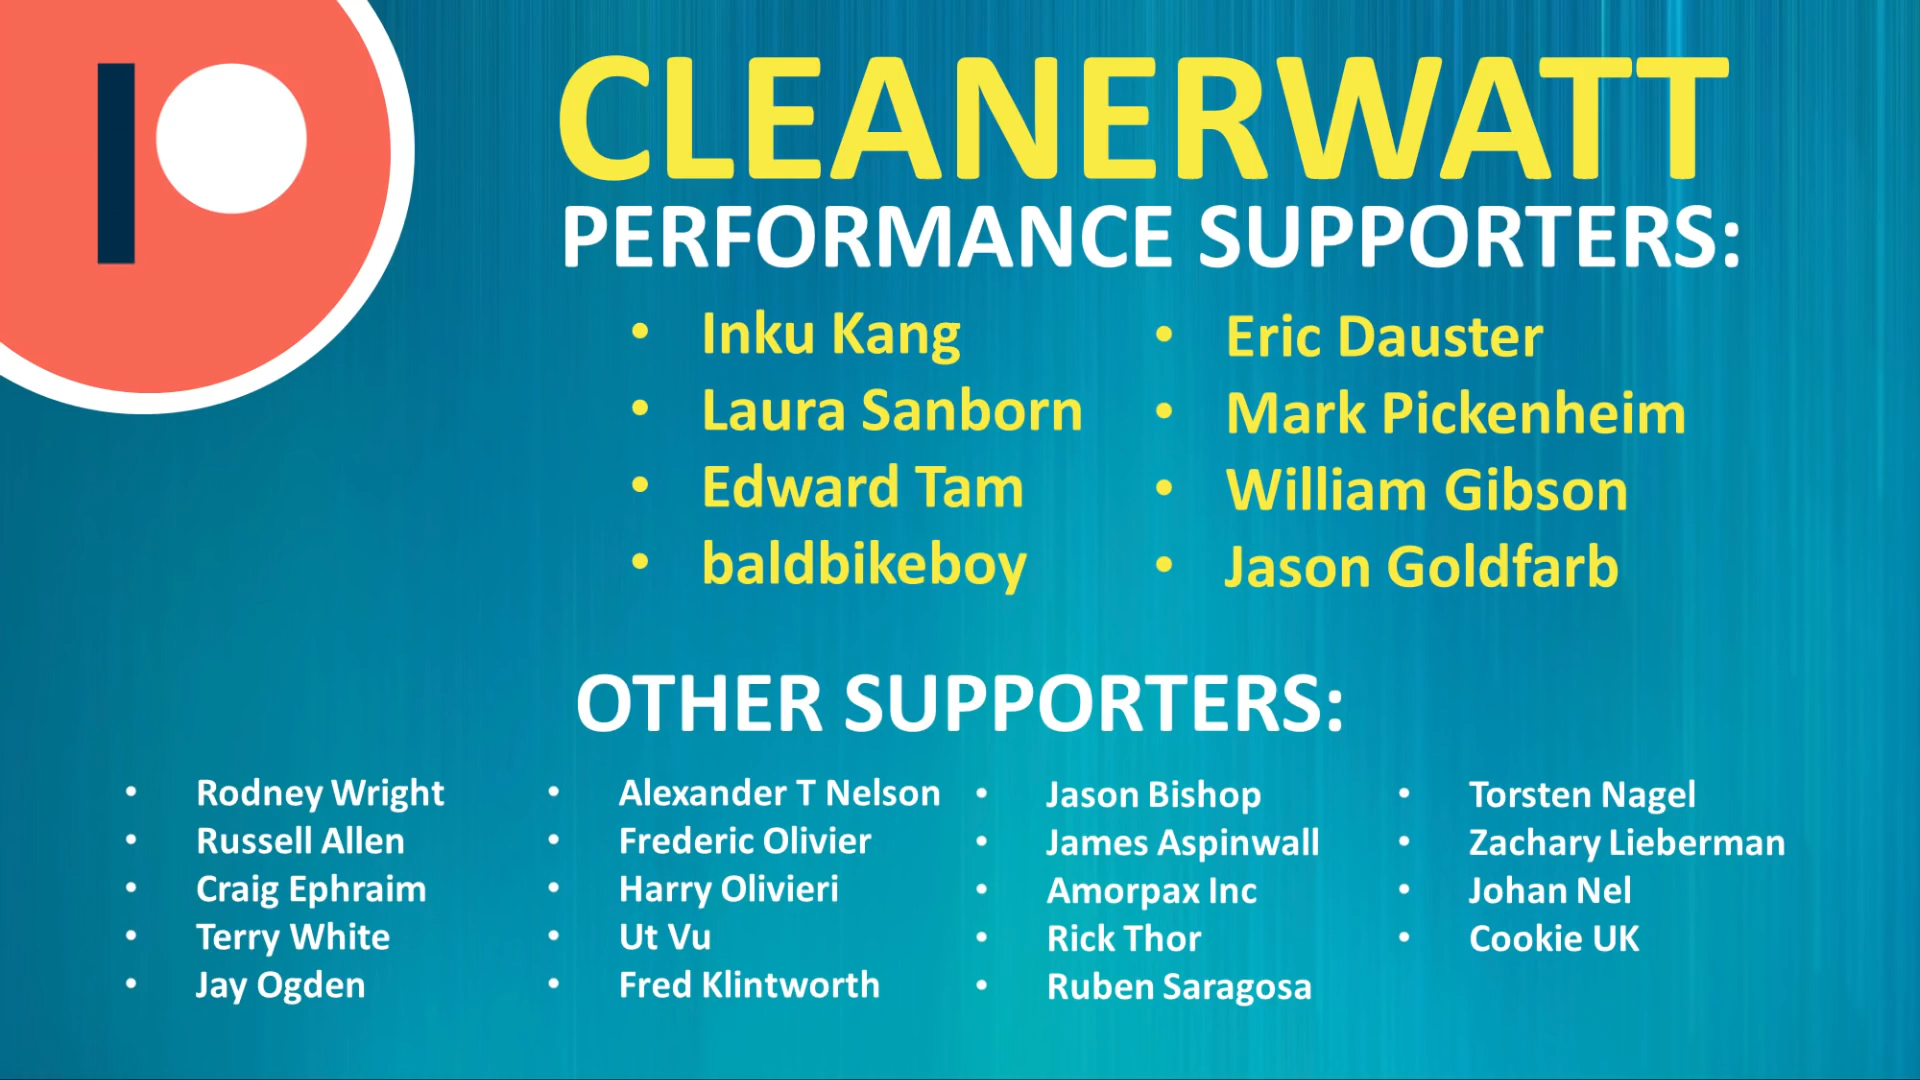 CLEANERWATT
PERFORMANCE SUPPORTERS:
• Inku Kang
• Laura Sanborn
• Edward Tam
• baldbikeboy
• Eric Dauster
• Mark Pickenheim
• William Gibson
• Jason Goldfarb
OTHER SUPPORTERS:
• Rodney Wright
• Russell Allen
• Craig Ephraim
• Terry White
• Jay Ogden
• Alexander T Nelson
• Frederic Olivier
• Harry Olivieri
• Ut Vu
• Fred Klintworth
• Jason Bishop
• James Aspinwall
• Amorpax Inc
• Rick Thor
• Ruben Saragosa
• Torsten Nagel
• Zachary Lieberman
• Johan Nel
• Cookie UK